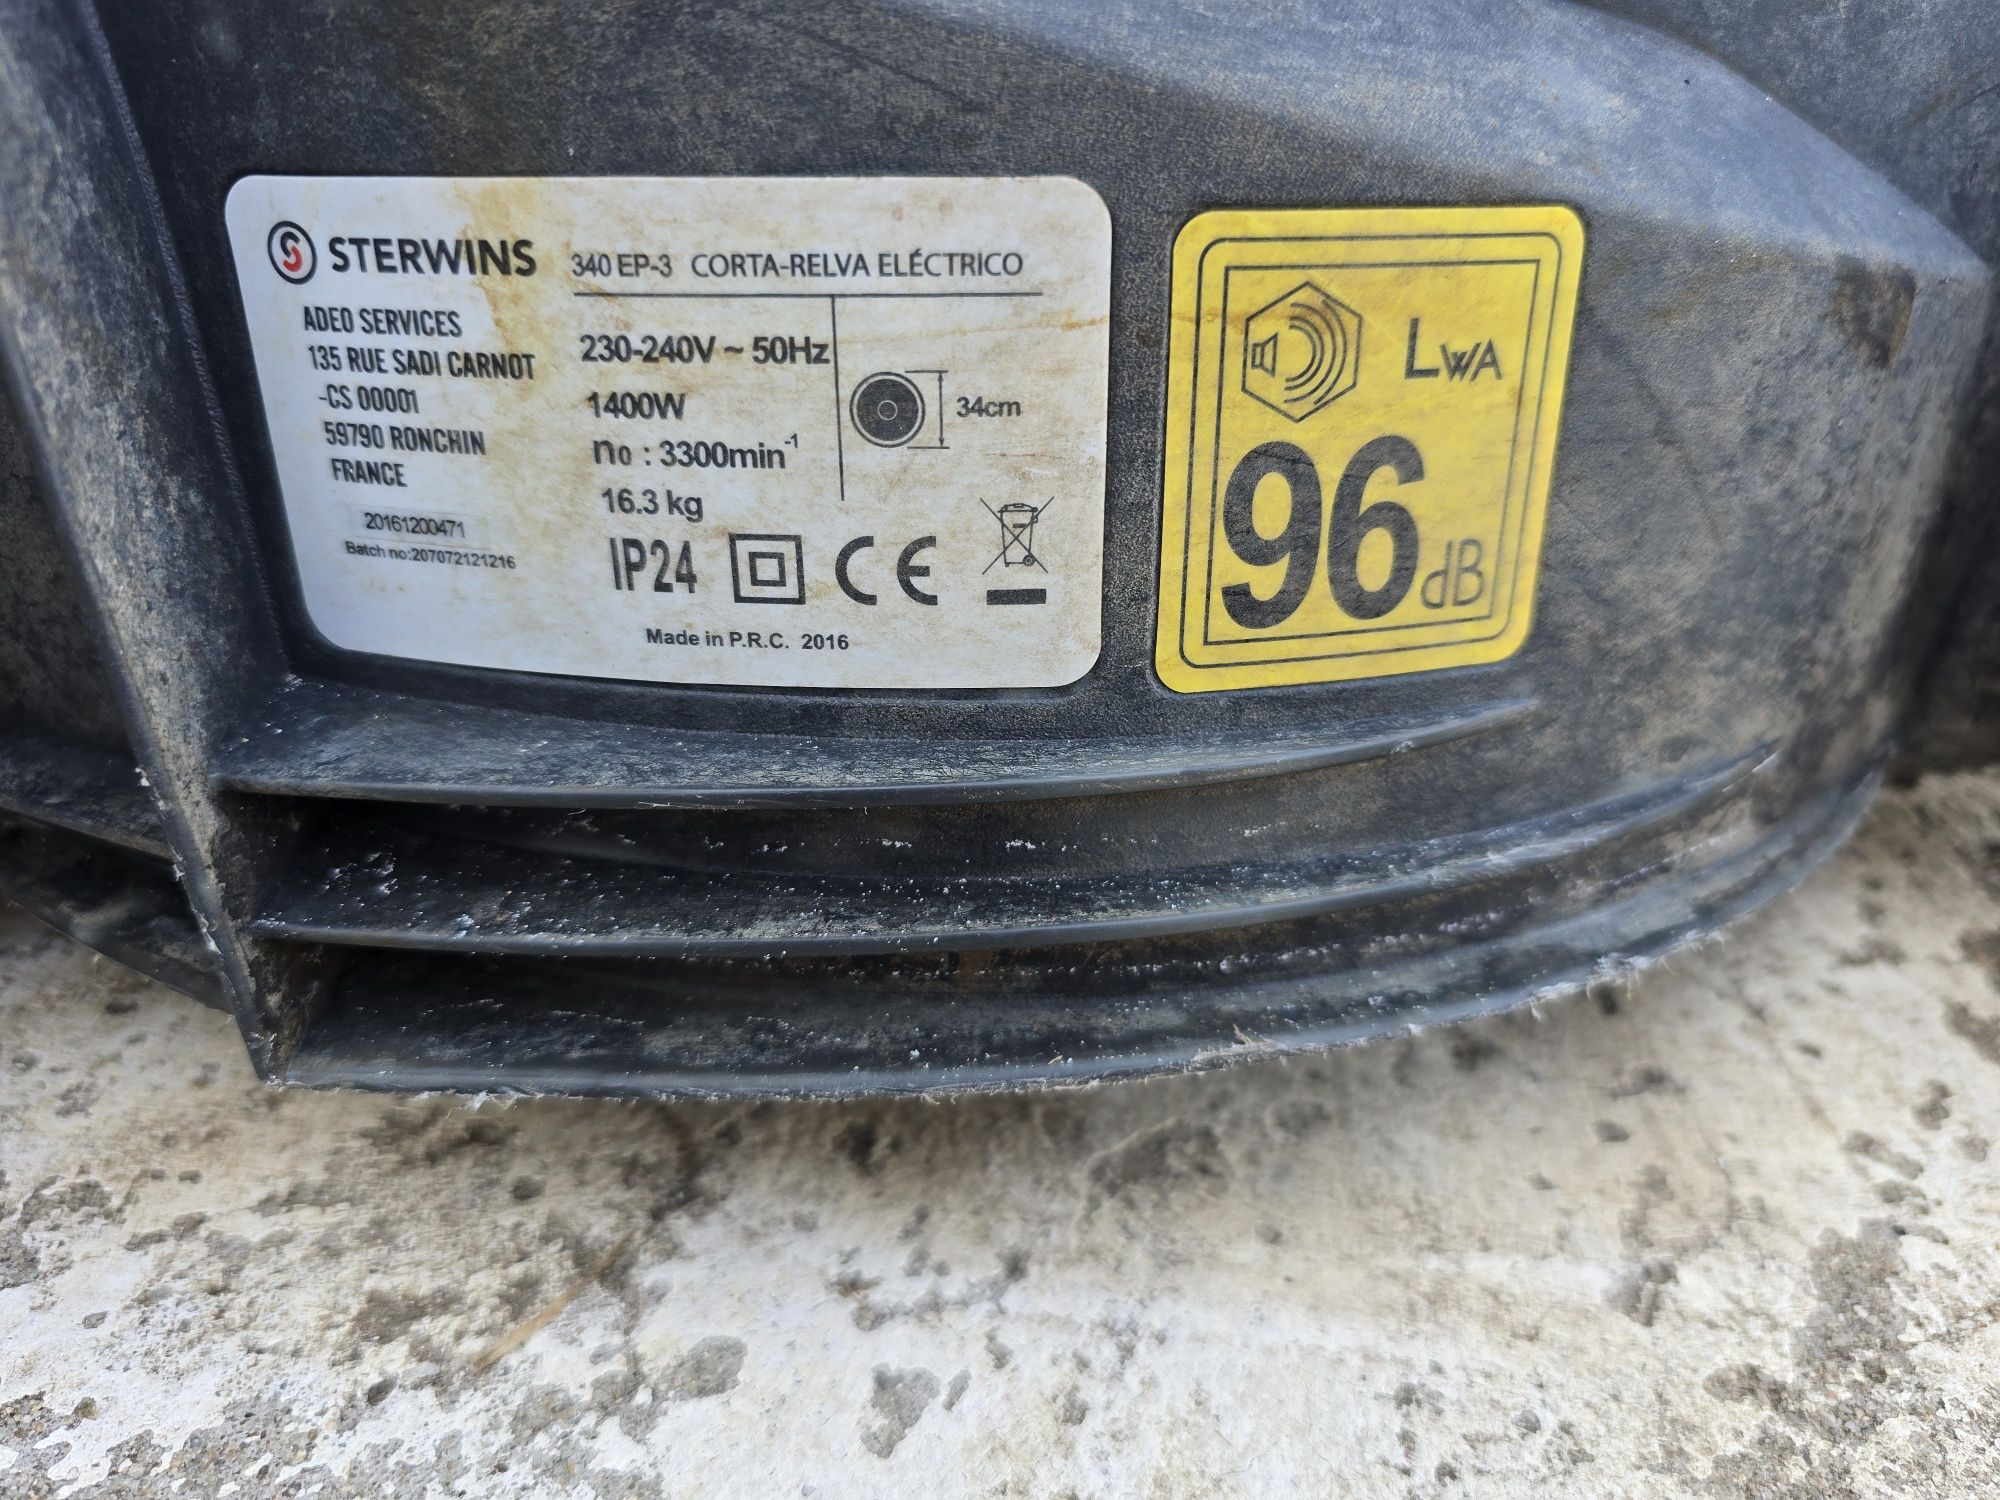 STERWINS
340 EP-3 CORTA-RELVA ELÉCTRICO
ADEO SERVICES
135 RUE SADI CARNOT
-CS 00001
59790 RONCHIN
FRANCE
20161200471
Batch no:207072121216
230-240V ~ 50Hz
1400W
n0 : 3300min-1
16.3 kg
34cm
IP24
CE
Made in P.R.C. 2016
LWA
96 dB